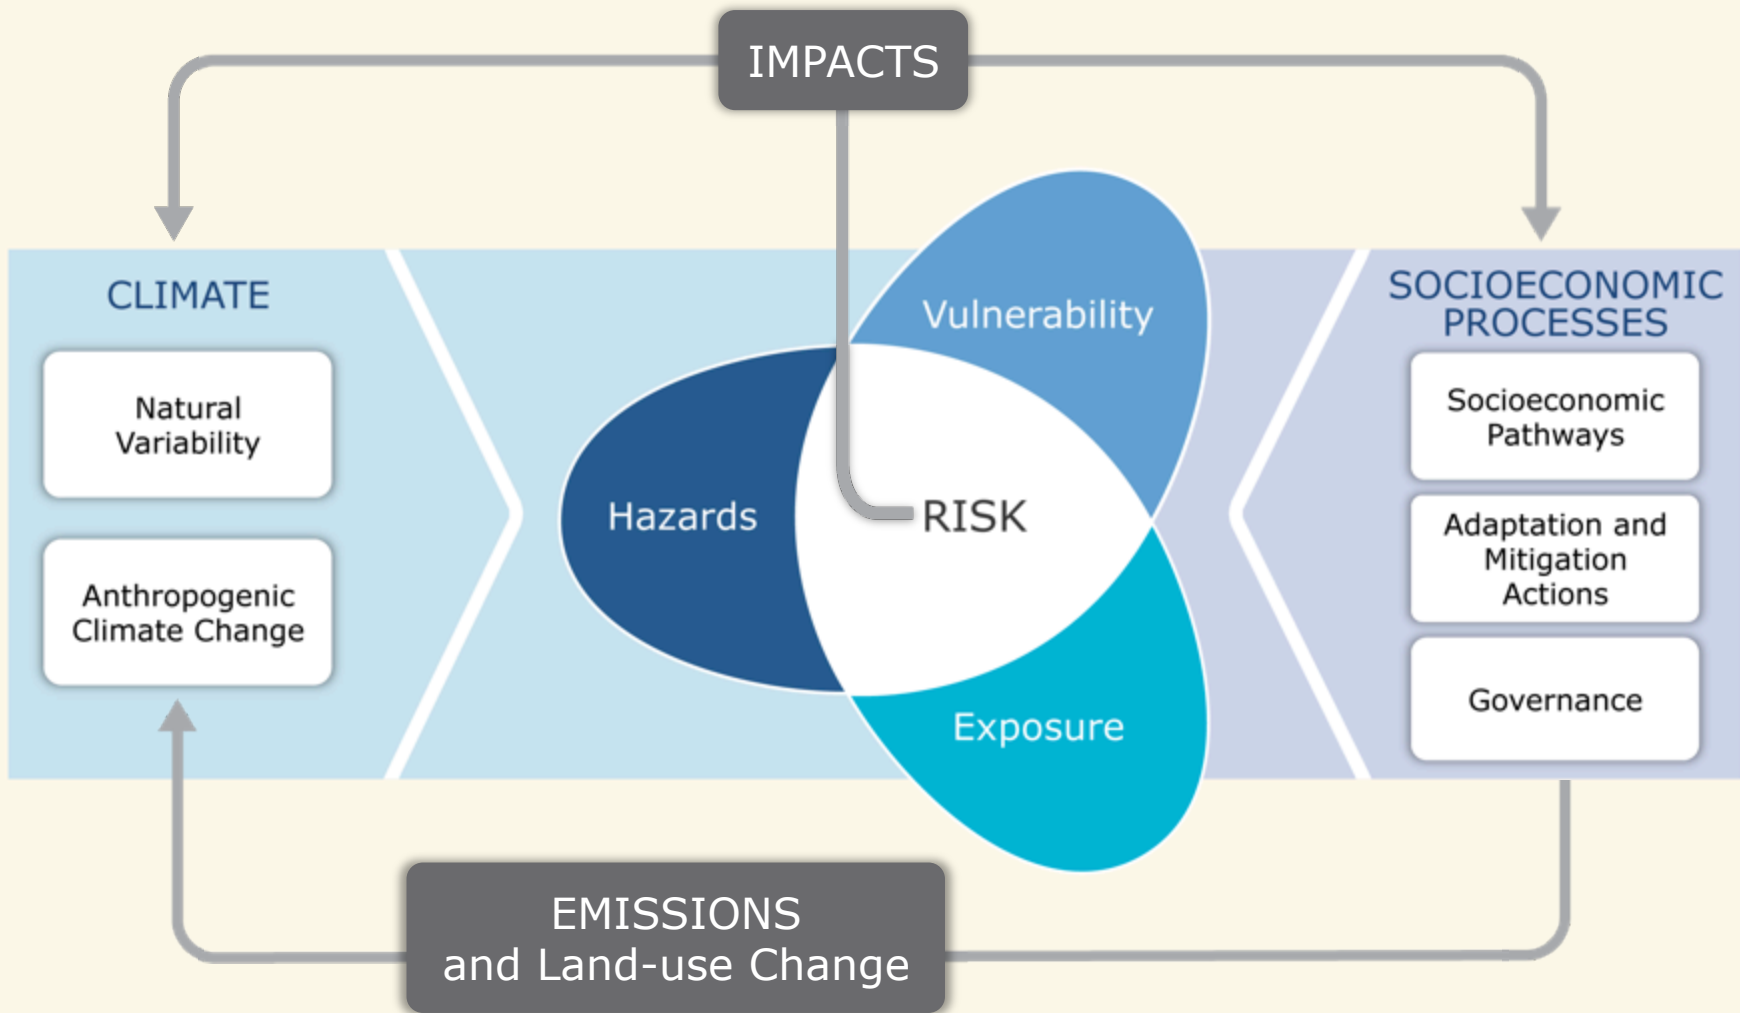 IMPACTS
CLIMATE
Natural
Variability
Anthropogenic
Climate Change
Vulnerability
Hazards
RISK
Exposure
SOCIOECONOMIC
PROCESSES
Socioeconomic
Pathways
Adaptation and
Mitigation
Actions
Governance
EMISSIONS
and Land-use Change